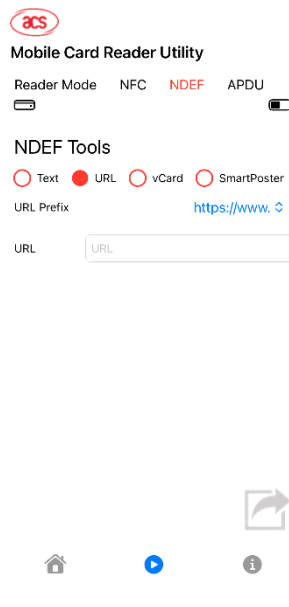 acs
Mobile Card Reader Utility
Reader Mode NFC NDEF APDU
NDEF Tools
Text URL vCard SmartPoster
URL Prefix https://www.
URL URL